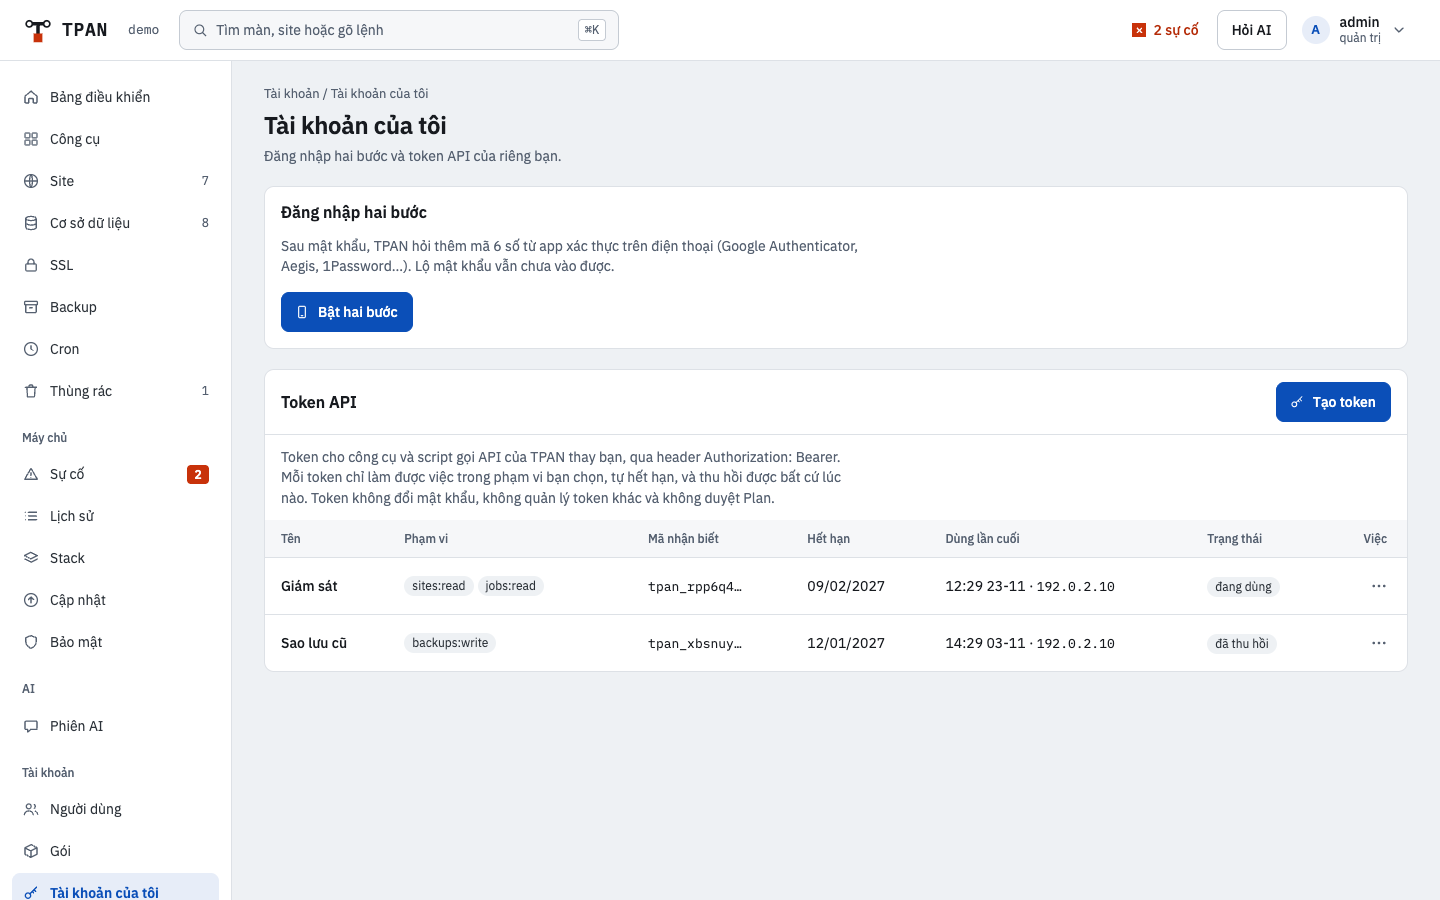 TPAN demo Tìm màn, site hoặc gõ lệnh ⌘K 2 sự cố Hỏi AI admin
A quản trị
Bảng điều khiển
Công cụ
Site 7
Cơ sở dữ liệu 8
SSL
Backup
Cron
Thùng rác 1
Máy chủ
Sự cố 2
Lịch sử
Stack
Cập nhật
Bảo mật
AI
Phiên AI
Tài khoản
Người dùng
Gói
Tài khoản của tôi
Tài khoản / Tài khoản của tôi
Tài khoản của tôi
Đăng nhập hai bước và token API của riêng bạn.
Đăng nhập hai bước
Sau mật khẩu, TPAN hỏi thêm mã 6 số từ app xác thực trên điện thoại (Google Authenticator,
Aegis, 1Password...). Lộ mật khẩu vẫn chưa vào được.
Bật hai bước
Token API Tạo token
Token cho công cụ và script gọi API của TPAN thay bạn, qua header Authorization: Bearer.
Mỗi token chỉ làm được việc trong phạm vi bạn chọn, tự hết hạn, và thu hồi được bất cứ lúc
nào. Token không đổi mật khẩu, không quản lý token khác và không duyệt Plan.
Tên Phạm vi Mã nhận biết Hết hạn Dùng lần cuối Trạng thái Việc
Giám sát sites:read jobs:read tpan_rpp6q4… 09/02/2027 12:29 23-11 · 192.0.2.10 đang dùng
Sao lưu cũ backups:write tpan_xbsnuy… 12/01/2027 14:29 03-11 · 192.0.2.10 đã thu hồi